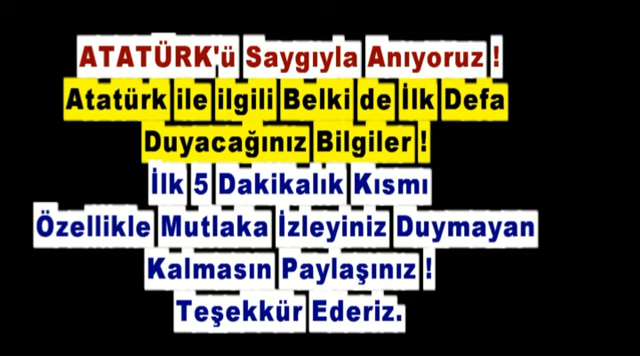 ATATÜRK'ü Saygıyla Anıyoruz !
Atatürk ile ilgili Belki de İlk Defa
Duyacağınız Bilgiler !
İlk 5 Dakikalık Kısmı
Özellikle Mutlaka İzleyiniz Duymayan
Kalmasın Paylaşınız !
Teşekkür Ederiz.